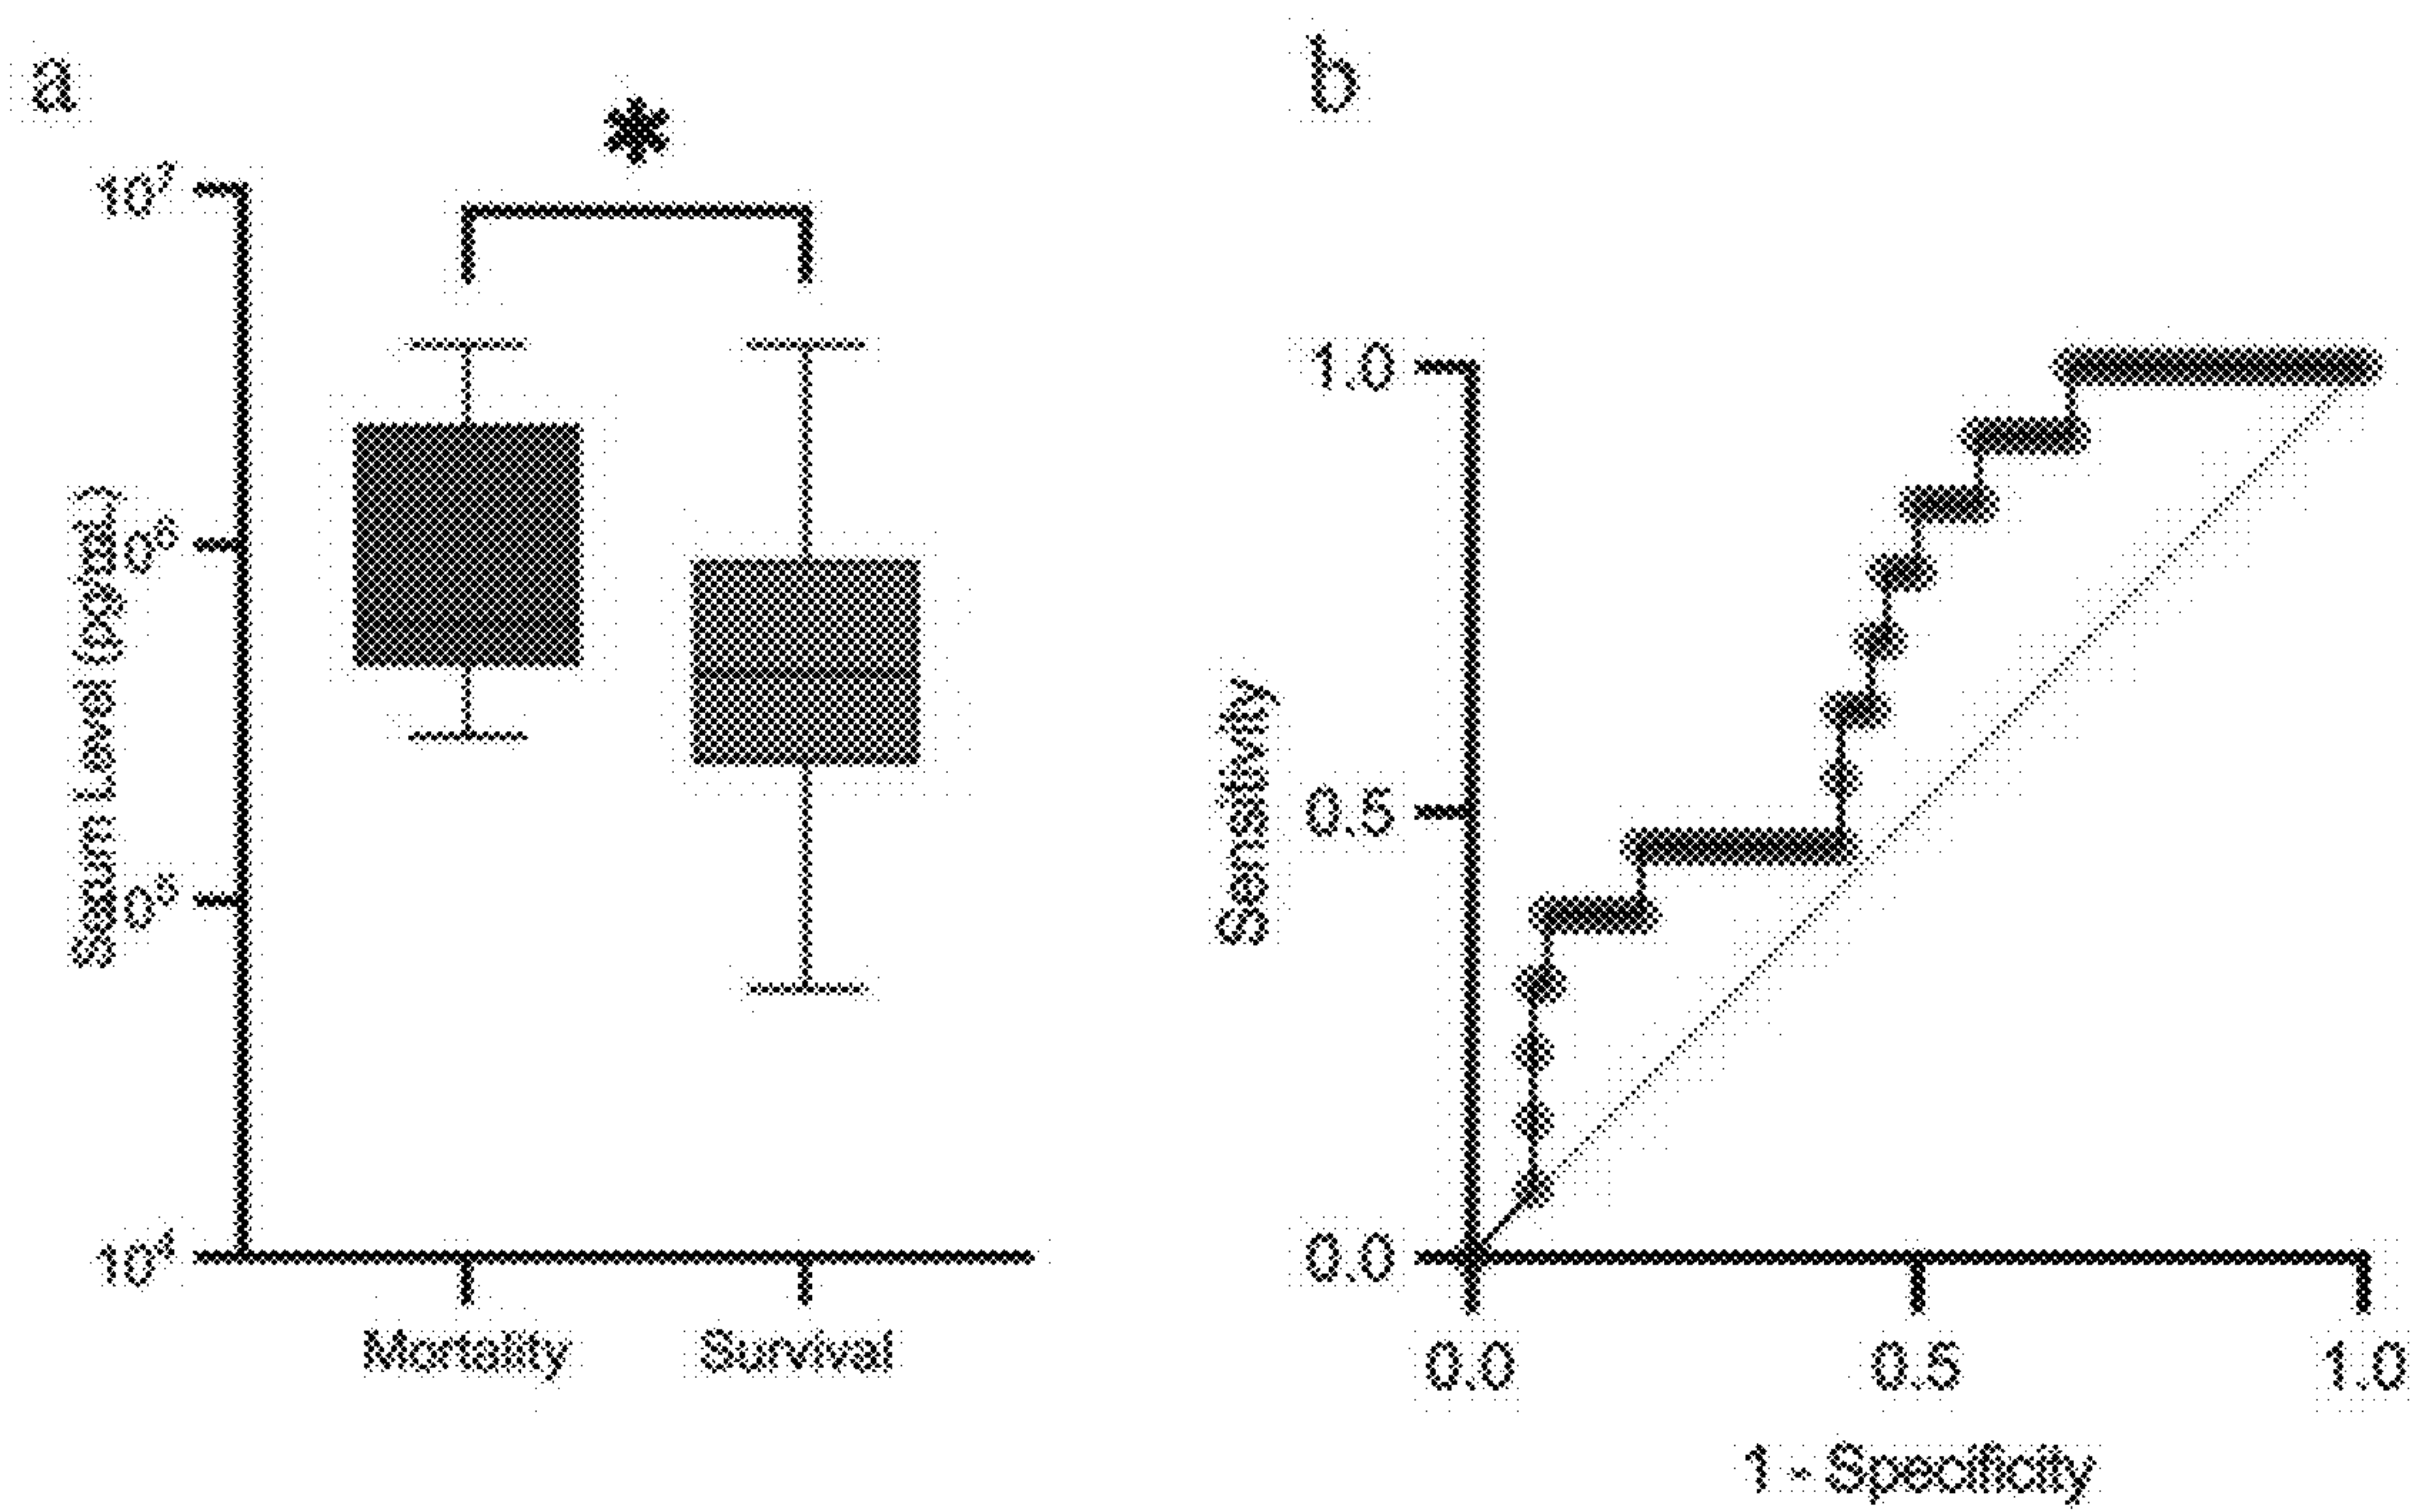 a
*
10⁷
10⁶
10⁵
10⁴
Mortality
Survival
b
Sensitivity
1.0
0.5
0.0
0.0
0.5
1.0
1 - Specificity